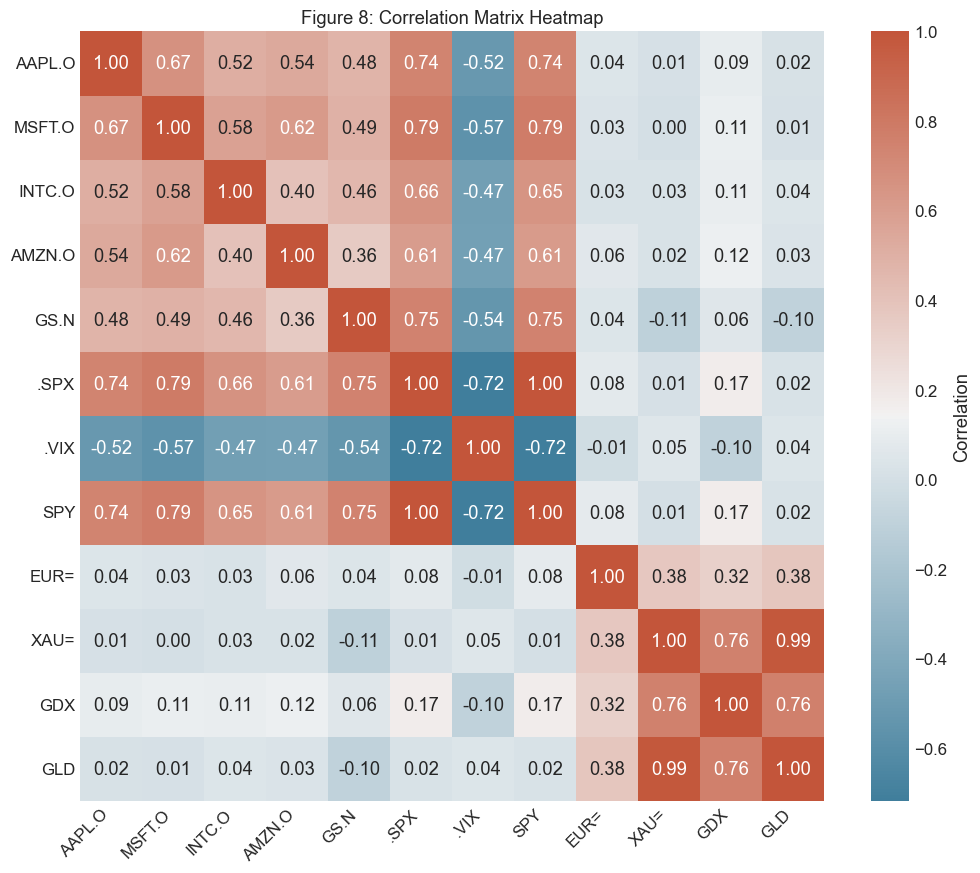 Figure 8: Correlation Matrix Heatmap
AAPL.O 1.00 0.67 0.52 0.54 0.48 0.74 -0.52 0.74 0.04 0.01 0.09 0.02
MSFT.O 0.67 1.00 0.58 0.62 0.49 0.79 -0.57 0.79 0.03 0.00 0.11 0.01
INTC.O 0.52 0.58 1.00 0.40 0.46 0.66 -0.47 0.65 0.03 0.03 0.11 0.04
AMZN.O 0.54 0.62 0.40 1.00 0.36 0.61 -0.47 0.61 0.06 0.02 0.12 0.03
GS.N 0.48 0.49 0.46 0.36 1.00 0.75 -0.54 0.75 0.04 -0.11 0.06 -0.10
.SPX 0.74 0.79 0.66 0.61 0.75 1.00 -0.72 1.00 0.08 0.01 0.17 0.02
.VIX -0.52 -0.57 -0.47 -0.47 -0.54 -0.72 1.00 -0.72 -0.01 0.05 -0.10 0.04
SPY 0.74 0.79 0.65 0.61 0.75 1.00 -0.72 1.00 0.08 0.01 0.17 0.02
EUR= 0.04 0.03 0.03 0.06 0.04 0.08 -0.01 0.08 1.00 0.38 0.32 0.38
XAU= 0.01 0.00 0.03 0.02 -0.11 0.01 0.05 0.01 0.38 1.00 0.76 0.99
GDX 0.09 0.11 0.11 0.12 0.06 0.17 -0.10 0.17 0.32 0.76 1.00 0.76
GLD 0.02 0.01 0.04 0.03 -0.10 0.02 0.04 0.02 0.38 0.99 0.76 1.00
AAPL.O MSFT.O INTC.O AMZN.O GS.N .SPX .VIX SPY EUR= XAU= GDX GLD
1.0
0.8
0.6
0.4
0.2
0.0
−0.2
−0.4
−0.6
Correlation